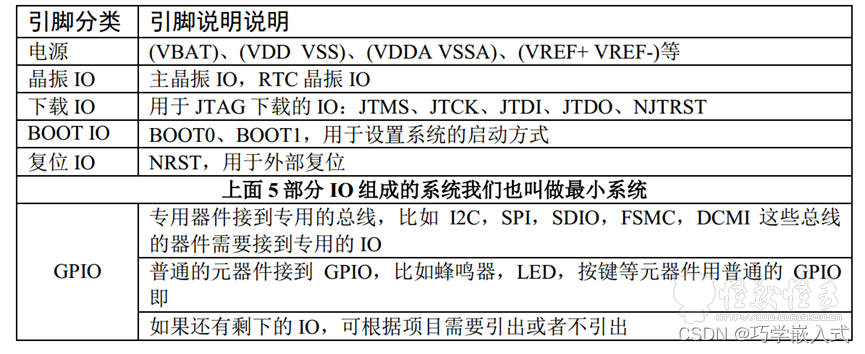 引脚分类 引脚说明说明
电源 (VBAT)、(VDD VSS)、(VDDA VSSA)、(VREF+ VREF-)等
晶振 IO 主晶振 IO，RTC 晶振 IO
下载 IO 用于 JTAG 下载的 IO：JTMS、JTCK、JTDI、JTDO、NJTRST
BOOT IO BOOT0、BOOT1，用于设置系统的启动方式
复位 IO NRST，用于外部复位
上面 5 部分 IO 组成的系统我们也叫做最小系统
GPIO
专用器件接到专用的总线，比如 I2C，SPI，SDIO，FSMC，DCMI 这些总线
的器件需要接到专用的 IO
普通的元器件接到 GPIO，比如蜂鸣器，LED，按键等元器件用普通的 GPIO
即
如果还有剩下的 IO，可根据项目需要引出或者不引出
CSDN @巧学嵌入式